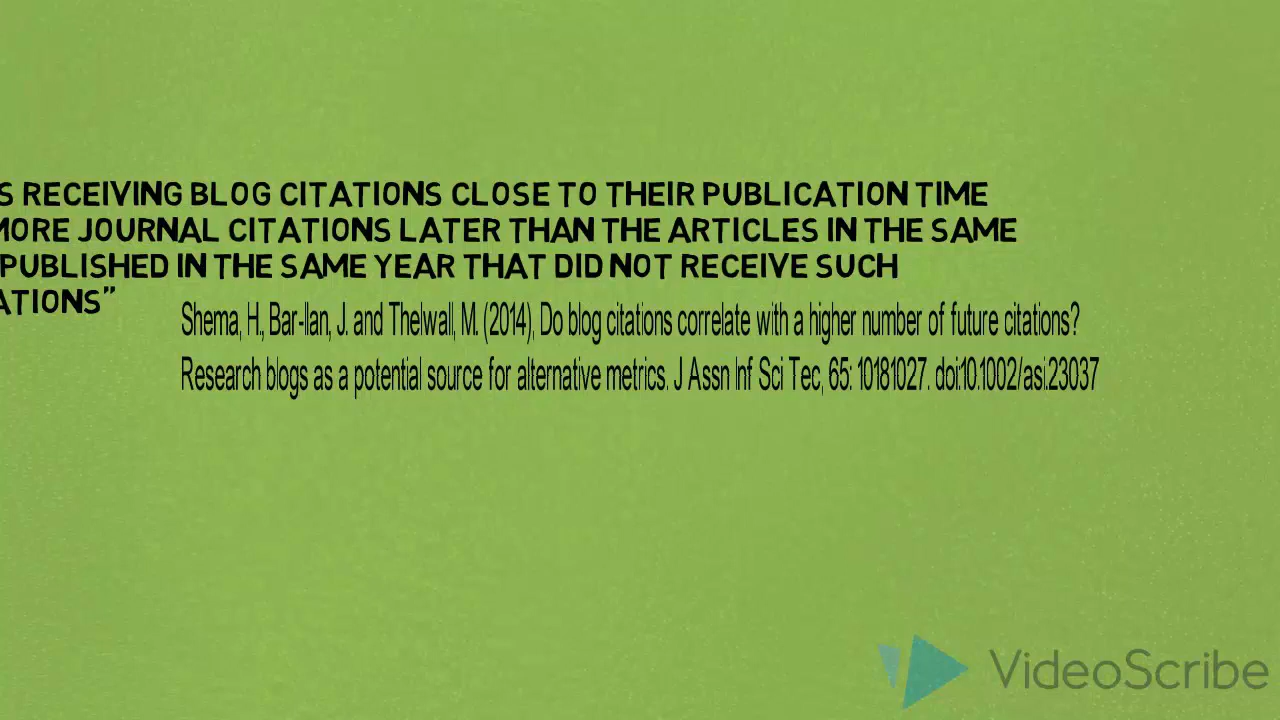 S RECEIVING BLOG CITATIONS CLOSE TO THEIR PUBLICATION TIME
MORE JOURNAL CITATIONS LATER THAN THE ARTICLES IN THE SAME
PUBLISHED IN THE SAME YEAR THAT DID NOT RECEIVE SUCH
ATIONS”
Shema, H., Bar-Ilan, J. and Thelwall, M. (2014), Do blog citations correlate with a higher number of future citations?
Research blogs as a potential source for alternative metrics. J Assn Inf Sci Tec, 65: 10181027. doi:10.1002/asi.23037
VideoScribe